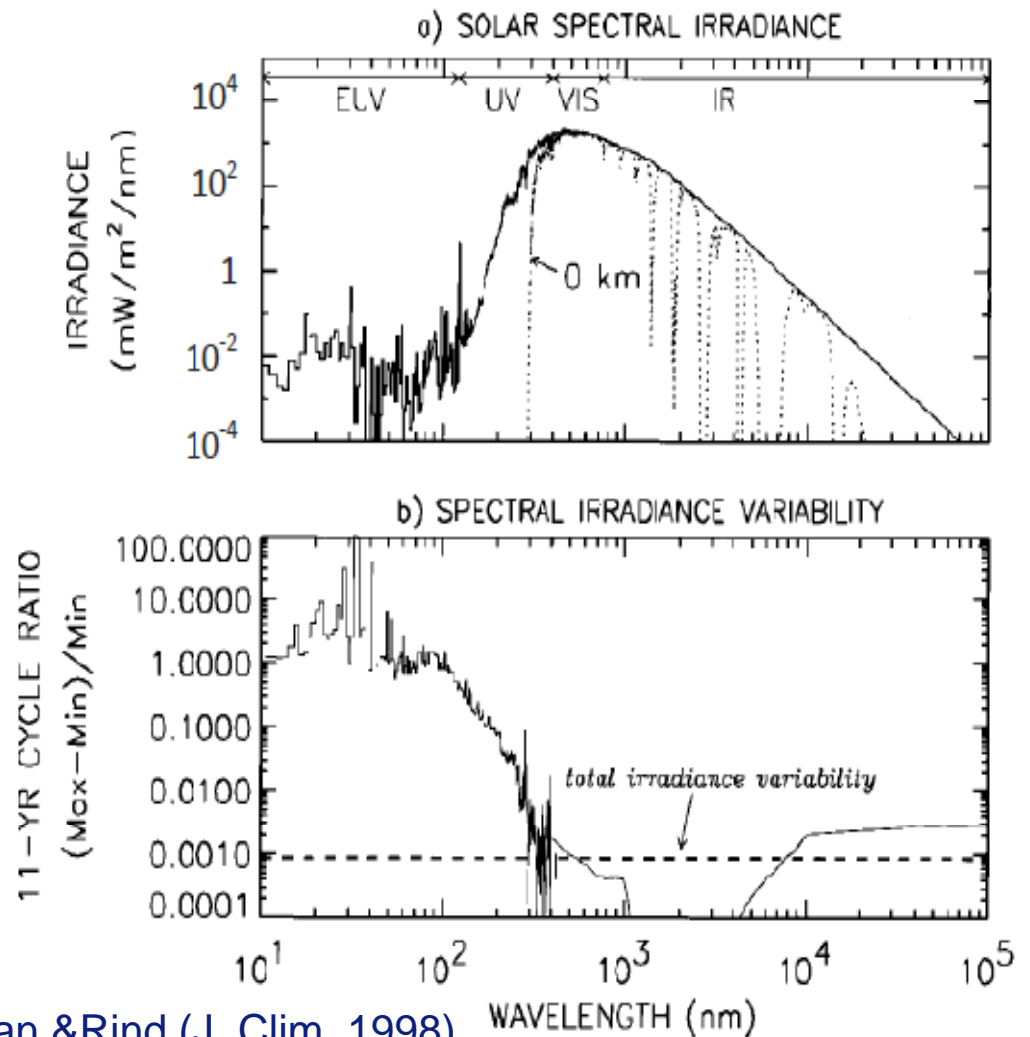 a) SOLAR SPECTRAL IRRADIANCE
EUV UV VIS IR
IRRADIANCE
(mW/m²/nm)
10⁴
10²
1
10⁻²
10⁻⁴
0 km
b) SPECTRAL IRRADIANCE VARIABILITY
11-YR CYCLE RATIO
(Max-Min)/Min
100.0000
10.0000
1.0000
0.1000
0.0100
0.0010
0.0001
total irradiance variability
10¹ 10² 10³ 10⁴ 10⁵
WAVELENGTH (nm)
an &Rind (J. Clim. 1998)